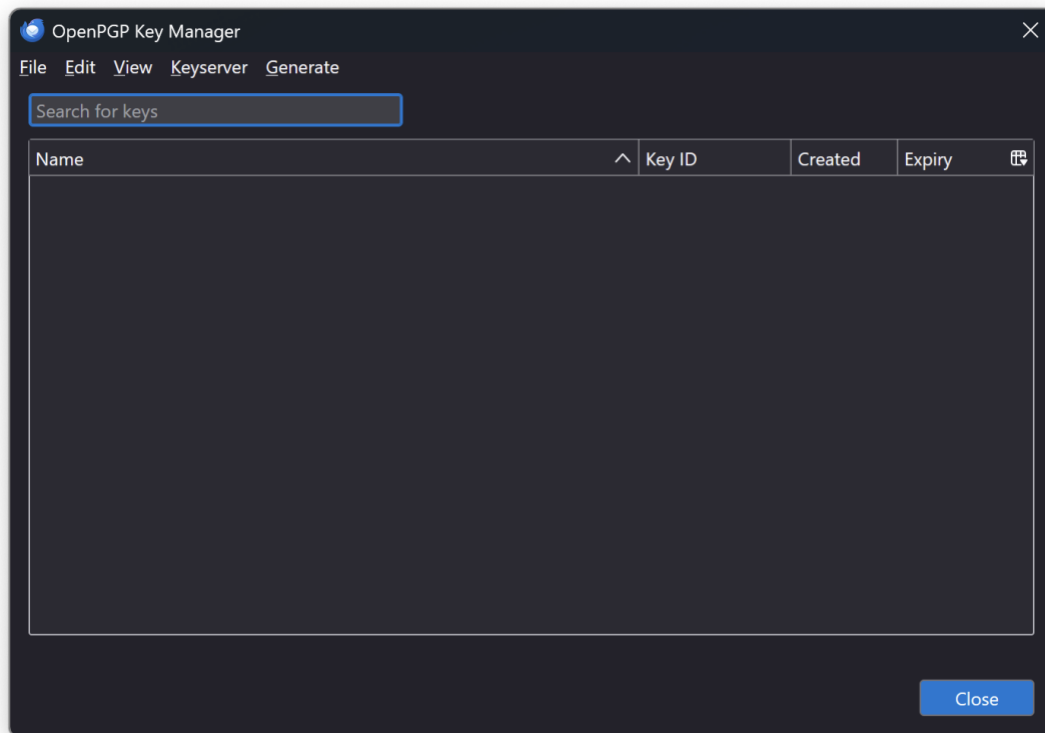 OpenPGP Key Manager
File Edit View Keyserver Generate
Search for keys
Name Key ID Created Expiry
Close